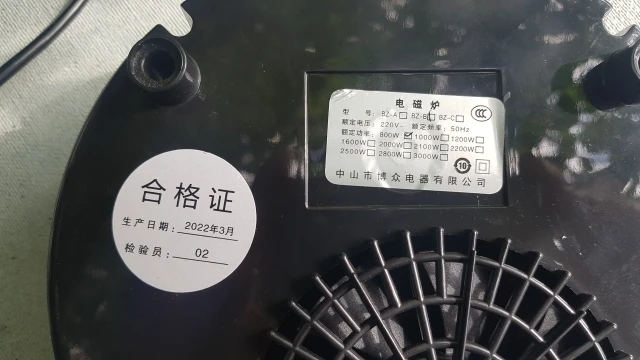 电磁炉
型 号: BZ-A□ BZ-B□ BZ-C□
额定电压: 220V~ 额定频率: 50Hz
额定功率: 800W☑1000W□1200W□
1600W□2000W□2100W□2200W□
2500W□2800W□3000W□
10
中山市博众电器有限公司
CCC
合格证
生产日期: 2022年3月
检验员: 02